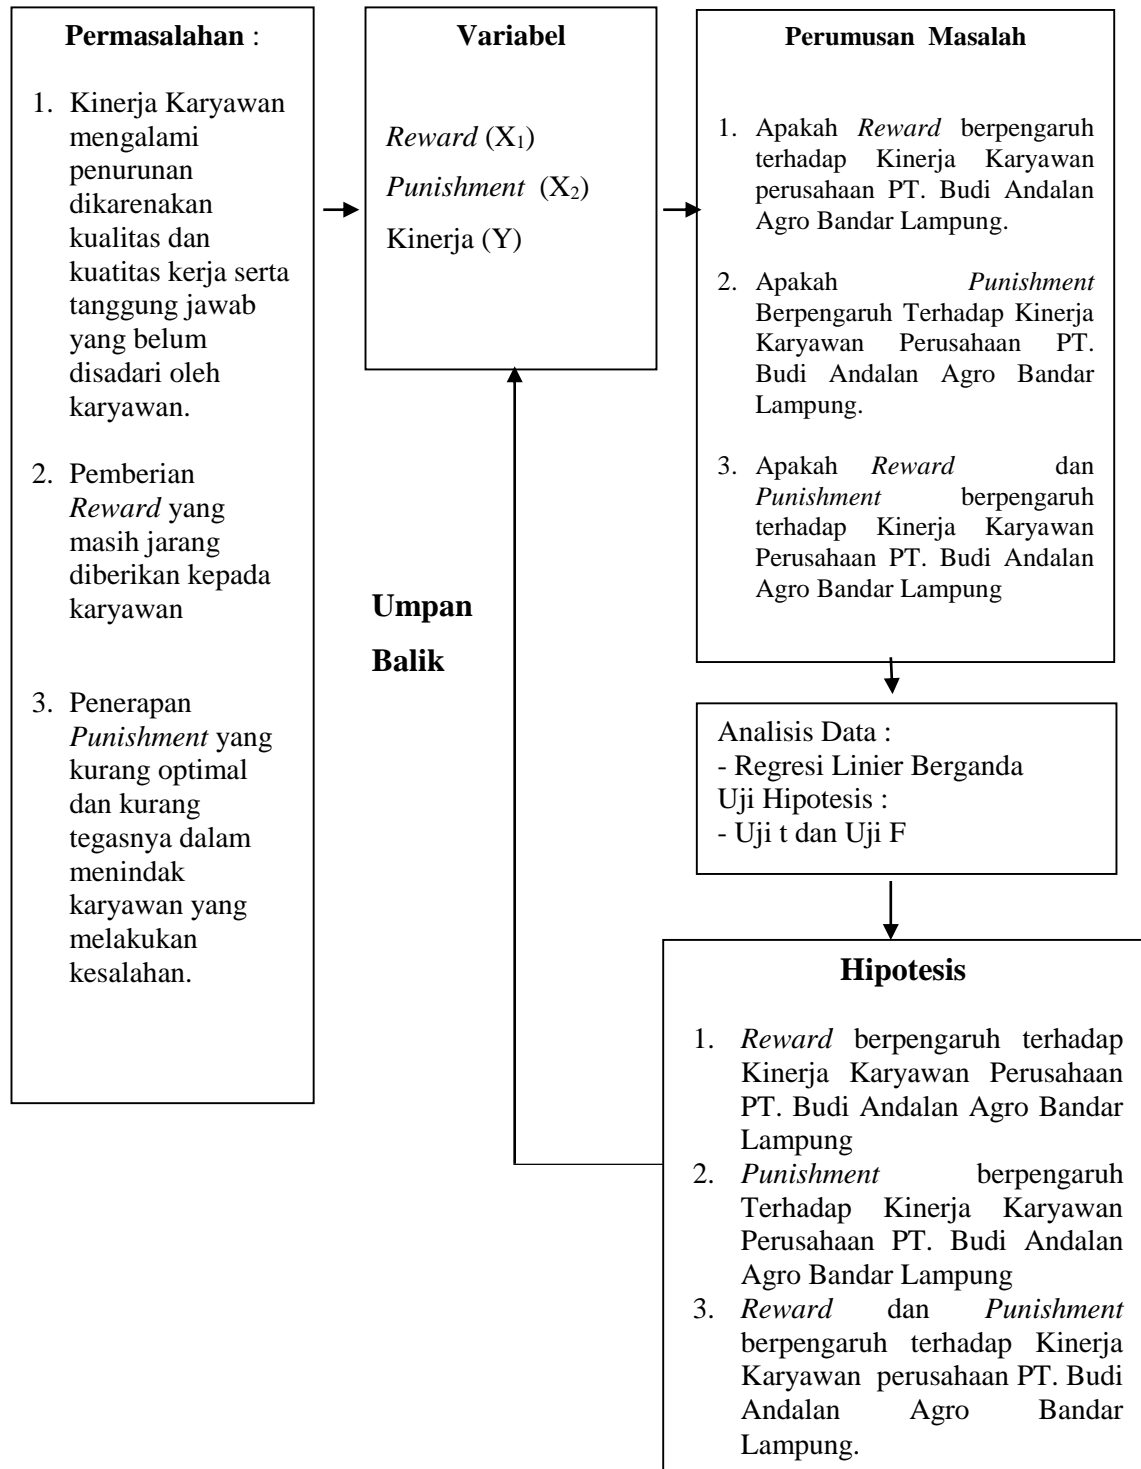 Permasalahan :
1. Kinerja Karyawan
mengalami
penurunan
dikarenakan
kualitas dan
kuatitas kerja serta
tanggung jawab
yang belum
disadari oleh
karyawan.
2. Pemberian
Reward yang
masih jarang
diberikan kepada
karyawan
3. Penerapan
Punishment yang
kurang optimal
dan kurang
tegasnya dalam
menindak
karyawan yang
melakukan
kesalahan.
Variabel
Reward (X₁)
Punishment (X₂)
Kinerja (Y)
Perumusan Masalah
1. Apakah Reward berpengaruh
terhadap Kinerja Karyawan
perusahaan PT. Budi Andalan
Agro Bandar Lampung.
2. Apakah Punishment
Berpengaruh Terhadap Kinerja
Karyawan Perusahaan PT.
Budi Andalan Agro Bandar
Lampung.
3. Apakah Reward dan
Punishment berpengaruh
terhadap Kinerja Karyawan
Perusahaan PT. Budi Andalan
Agro Bandar Lampung
Umpan
Balik
Analisis Data :
- Regresi Linier Berganda
Uji Hipotesis :
- Uji t dan Uji F
Hipotesis
1. Reward berpengaruh terhadap
Kinerja Karyawan Perusahaan
PT. Budi Andalan Agro Bandar
Lampung
2. Punishment berpengaruh
Terhadap Kinerja Karyawan
Perusahaan PT. Budi Andalan
Agro Bandar Lampung
3. Reward dan Punishment
berpengaruh terhadap Kinerja
Karyawan perusahaan PT. Budi
Andalan Agro Bandar
Lampung.